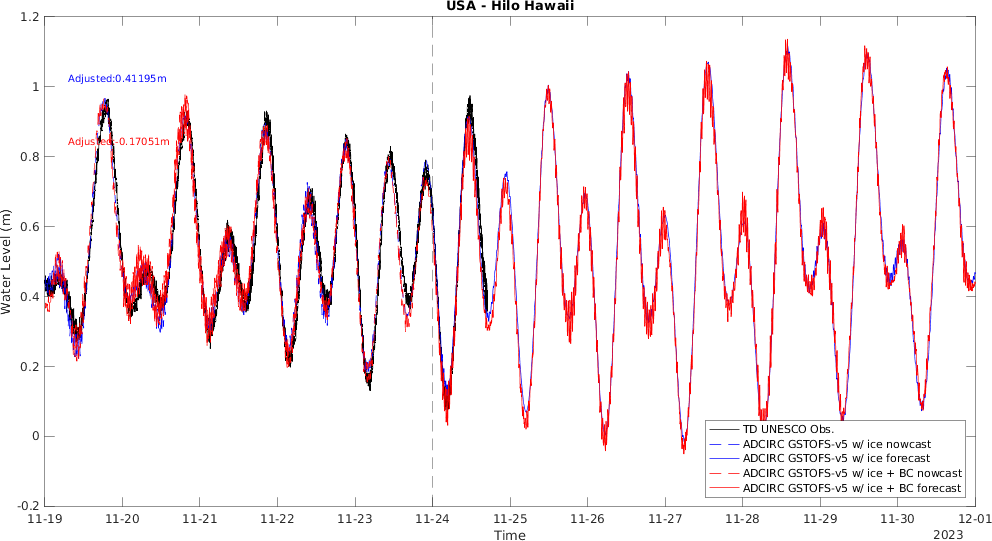 USA - Hilo Hawaii
1.2
1
0.8
0.6
0.4
0.2
0
-0.2
Water Level (m)
Adjusted:0.41195m
Adjusted:-0.17051m
TD UNESCO Obs.
ADCIRC GSTOFS-v5 w/ ice nowcast
ADCIRC GSTOFS-v5 w/ ice forecast
ADCIRC GSTOFS-v5 w/ ice + BC nowcast
ADCIRC GSTOFS-v5 w/ ice + BC forecast
11-19 11-20 11-21 11-22 11-23 11-24 11-25 11-26 11-27 11-28 11-29 11-30 12-01
Time
2023